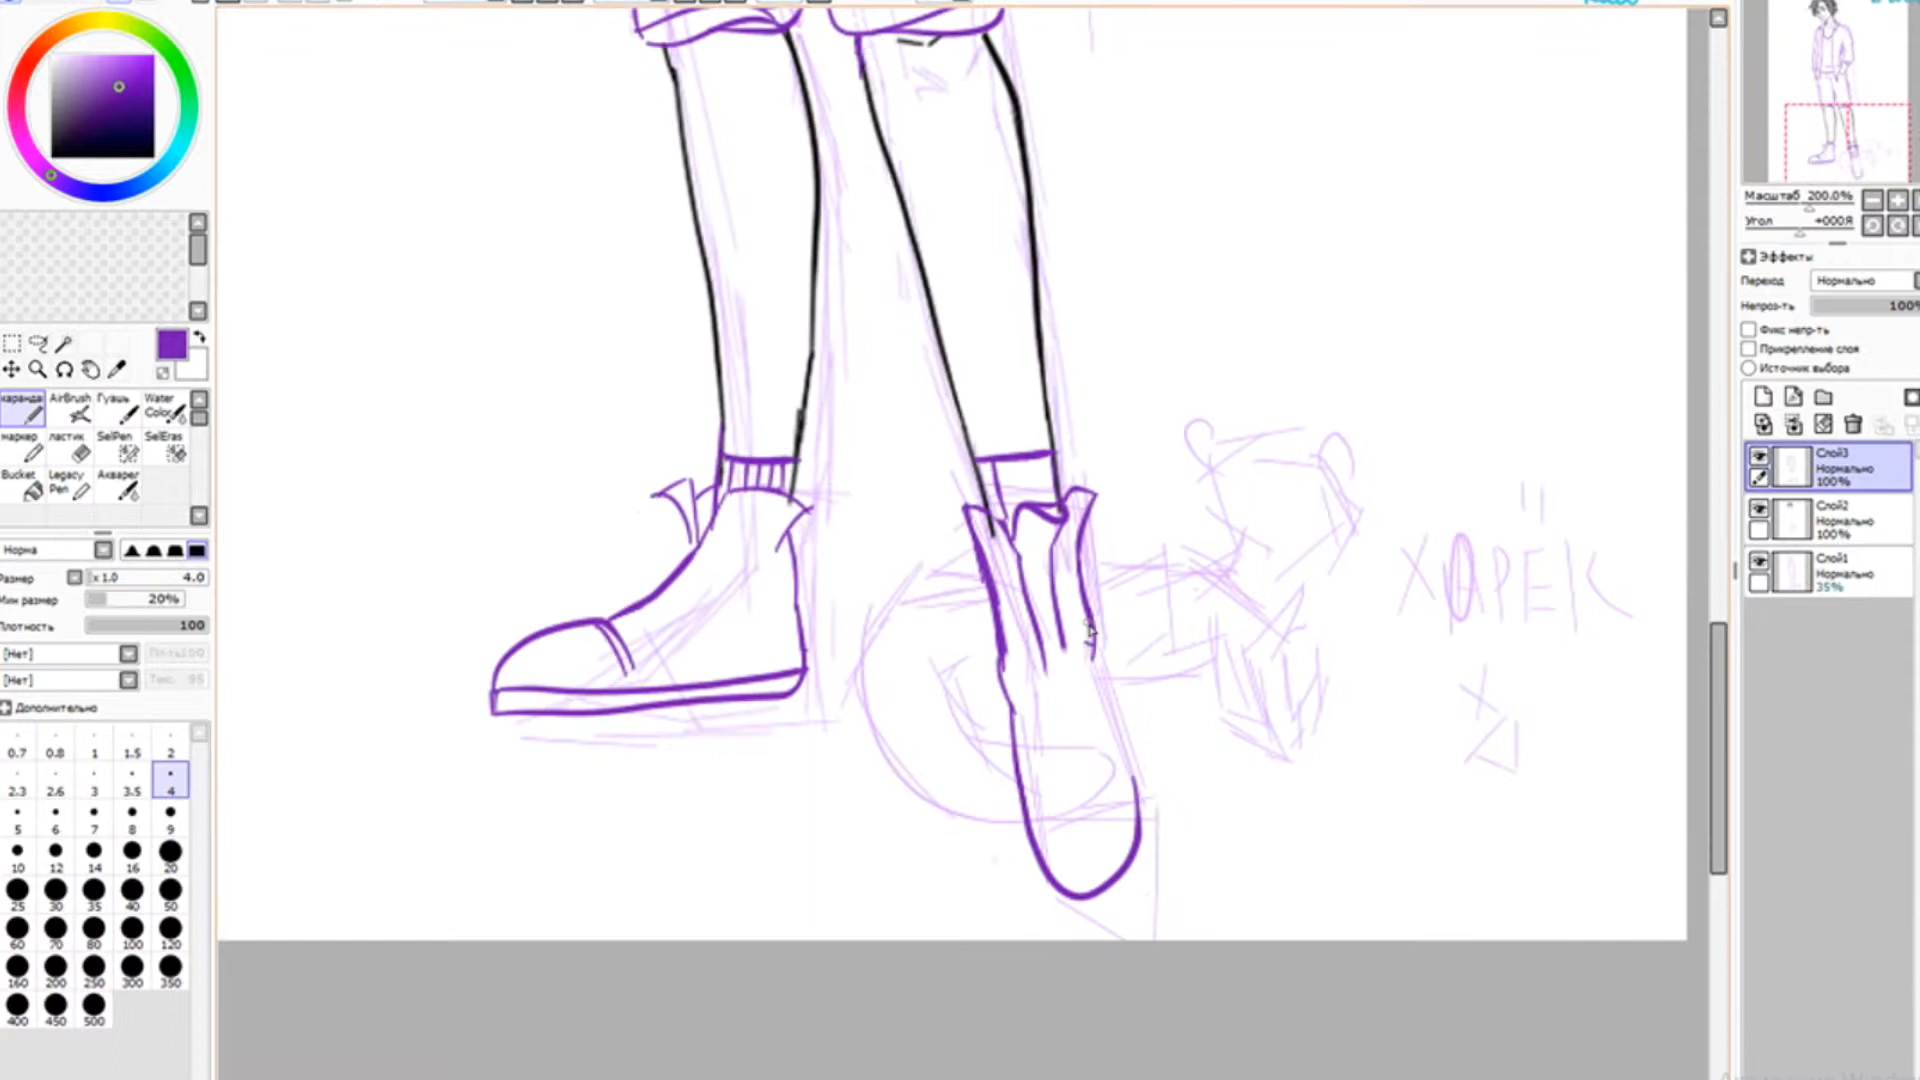 Масштаб 200.0%
Угол +000Я
Эффекты
Переход Нормально
Непроз-ть 100%
Фикс непр-ть
Прикрепление слоя
Источник выбора
Слой3
Нормально
100%
Слой2
Нормально
100%
Слой1
Нормально
35%
каранда AirBrush Гуашь Water Color
маркер ластик SelPen SelEras
Bucket Legacy Pen Акварел
Норма
Размер x 1.0 4.0
Мин размер 20%
Плотность 100
[Нет]
[Нет]
Дополнительно
0.7 0.8 1 1.5 2
2.3 2.6 3 3.5 4
5 6 7 8 9
10 12 14 16 20
25 30 35 40 50
60 70 80 100 120
160 200 250 300 350
400 450 500
ХОРЁК